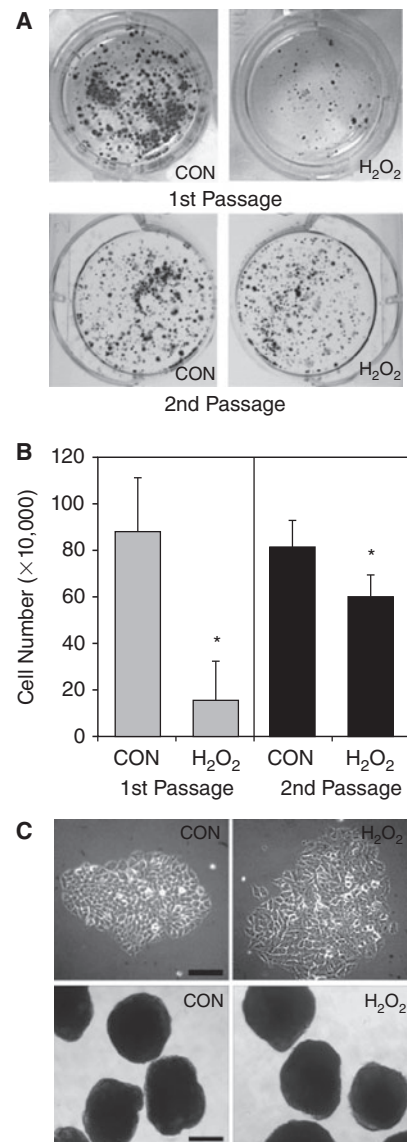 A
CON
H₂O₂
1st Passage
CON
H₂O₂
2nd Passage
B
120
100
80
60
40
20
0
Cell Number (×10,000)
*
*
CON H₂O₂ CON H₂O₂
1st Passage 2nd Passage
C
CON
H₂O₂
CON
H₂O₂